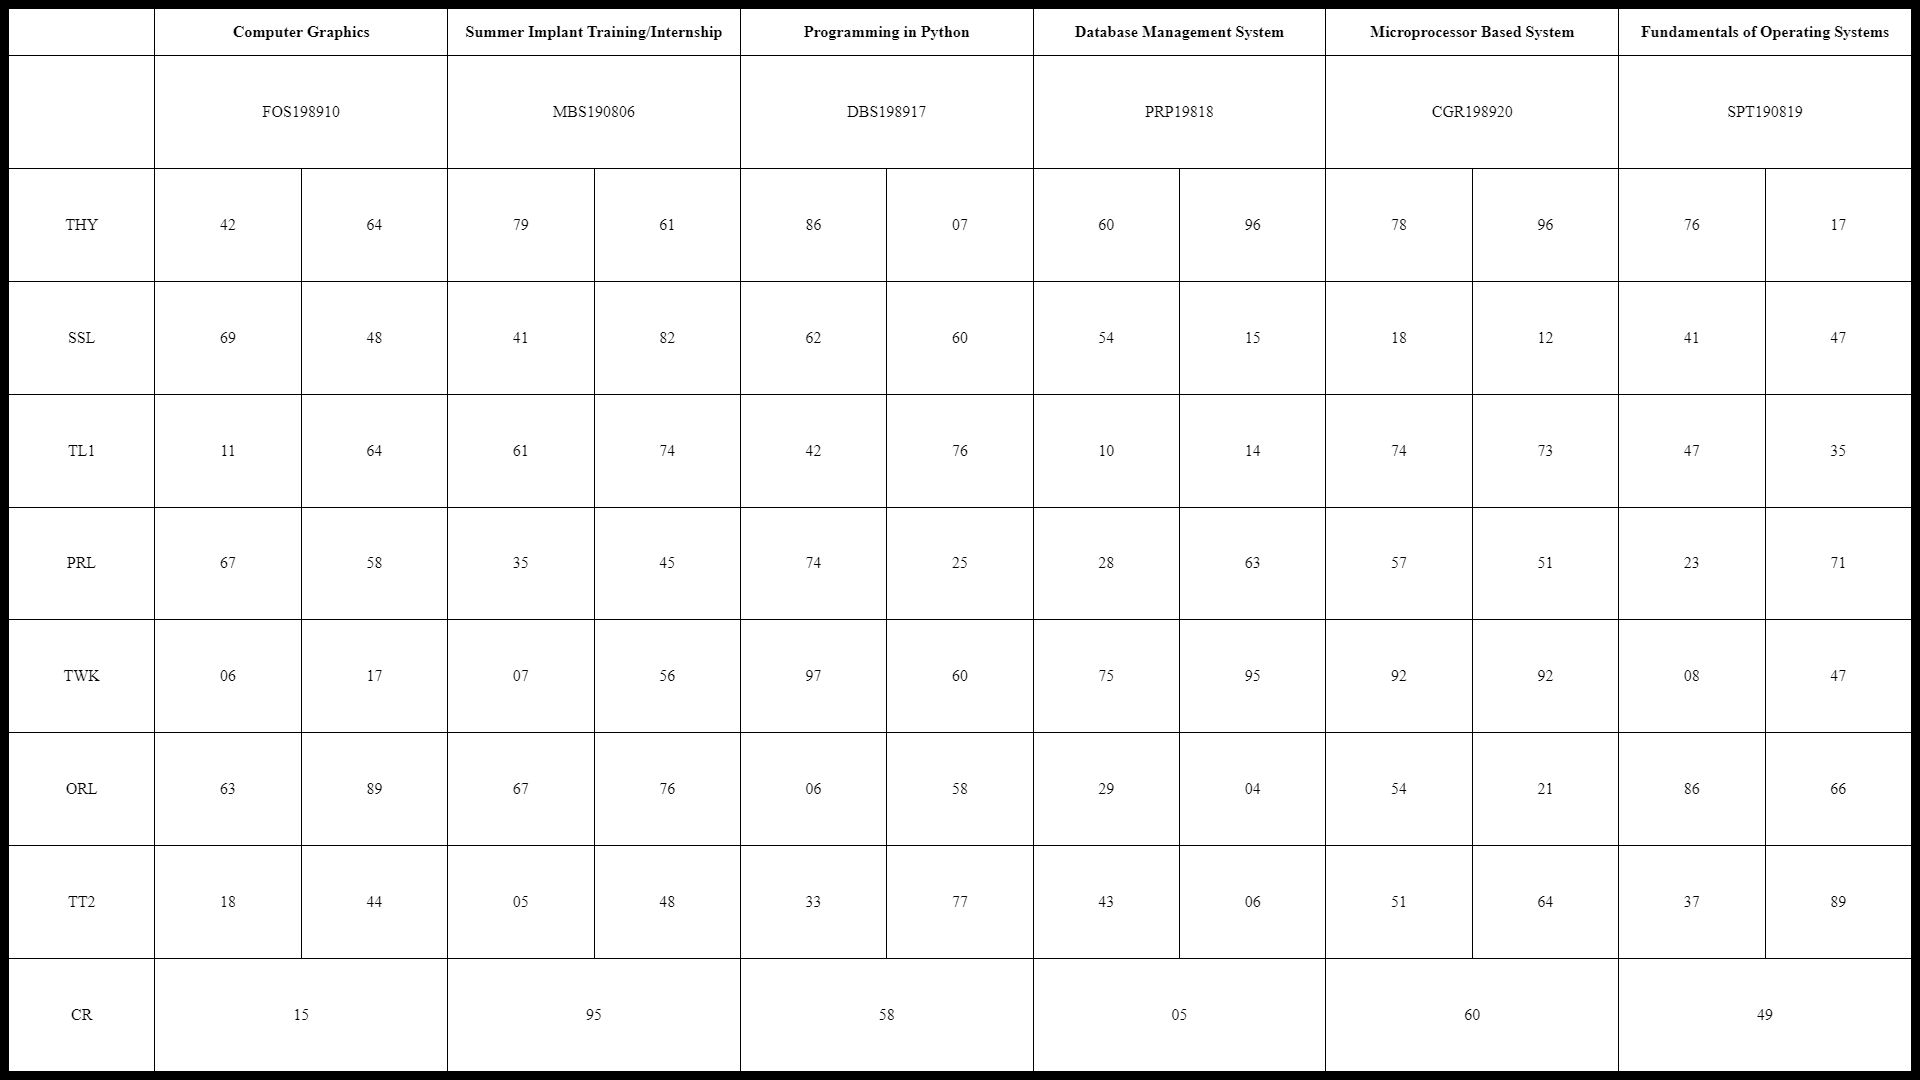 Computer Graphics Summer Implant Training/Internship Programming in Python Database Management System Microprocessor Based System Fundamentals of Operating Systems
FOS198910 MBS190806 DBS198917 PRP19818 CGR198920 SPT190819
THY 42 64 79 61 86 07 60 96 78 96 76 17
SSL 69 48 41 82 62 60 54 15 18 12 41 47
TL1 11 64 61 74 42 76 10 14 74 73 47 35
PRL 67 58 35 45 74 25 28 63 57 51 23 71
TWK 06 17 07 56 97 60 75 95 92 92 08 47
ORL 63 89 67 76 06 58 29 04 54 21 86 66
TT2 18 44 05 48 33 77 43 06 51 64 37 89
CR 15 95 58 05 60 49